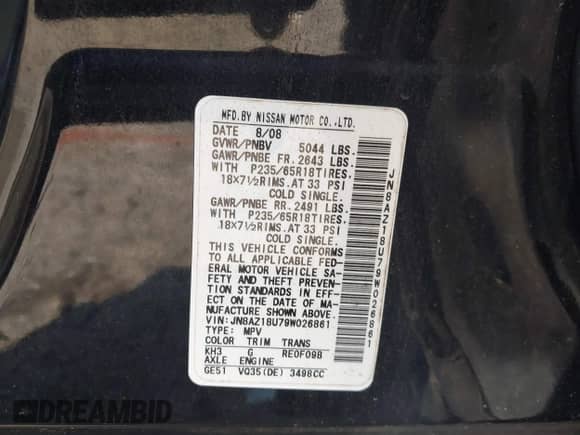 MFD.BY NISSAN MOTOR CO.,LTD.
DATE 8/08
GVWR/PNBV 5044 LBS.
GAWR/PNBE FR. 2643 LBS.
WITH P235/65R18TIRES.
18×7½RIMS.AT 33 PSI
COLD SINGLE.
GAWR/PNBE RR. 2491 LBS.
WITH P235/65R18TIRES.
18×7½RIMS.AT 33 PSI
COLD SINGLE.
THIS VEHICLE CONFORMS
TO ALL APPLICABLE FED-
ERAL MOTOR VEHICLE SA-
FETY AND THEFT PREVEN-
TION STANDARDS IN EFF-
ECT ON THE DATE OF MA-
NUFACTURE SHOWN ABOVE.
VIN:JN8AZ18U79W026861
TYPE: MPV
COLOR TRIM TRANS
KH3 G RE0F09B
AXLE ENGINE
GE51 VQ35(DE) 3498CC
JN8AZ18U79W026861
DREAMBID